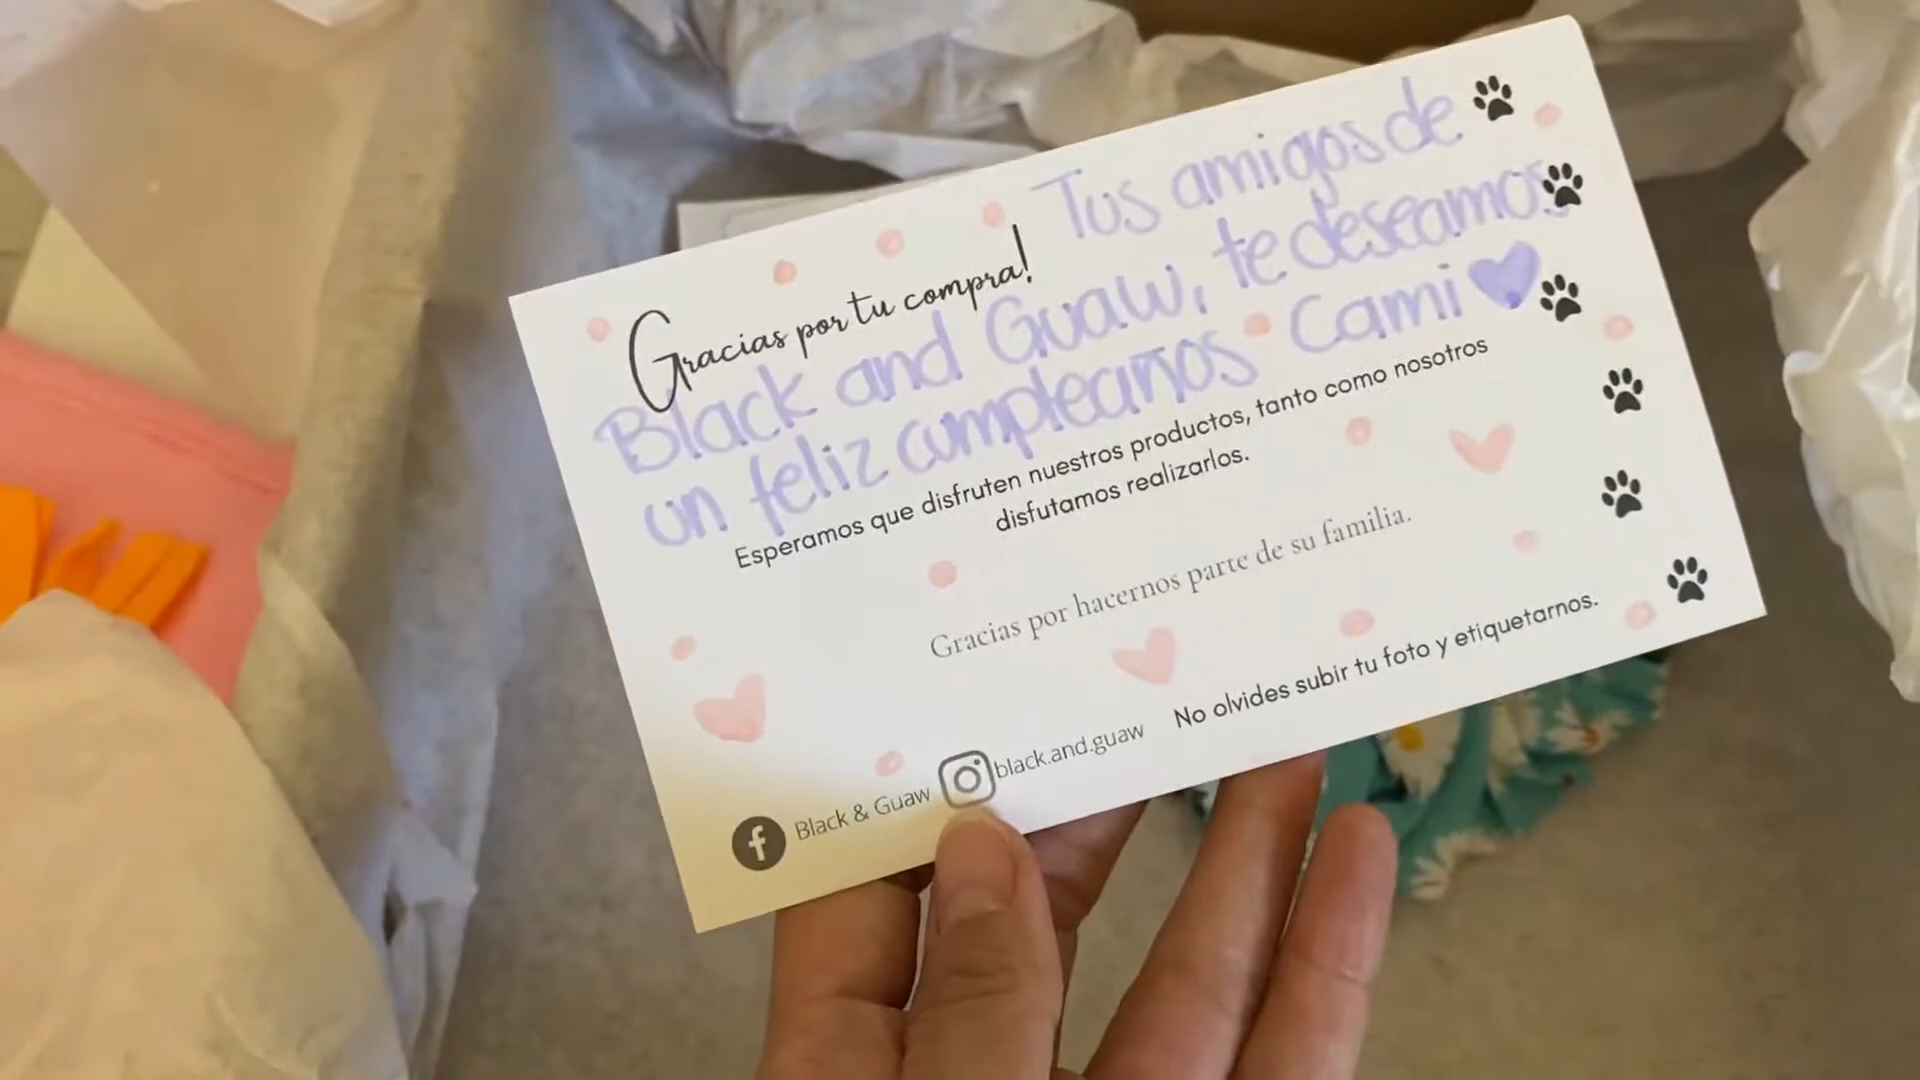 Gracias por tu compra!
Tus amigos de
Black and Guaw, te deseamos
un feliz cumpleaños Cami
Esperamos que disfruten nuestros productos, tanto como nosotros
disfutamos realizarlos.
Gracias por hacernos parte de su familia.
No olvides subir tu foto y etiquetarnos.
Black & Guaw
black.and.guaw